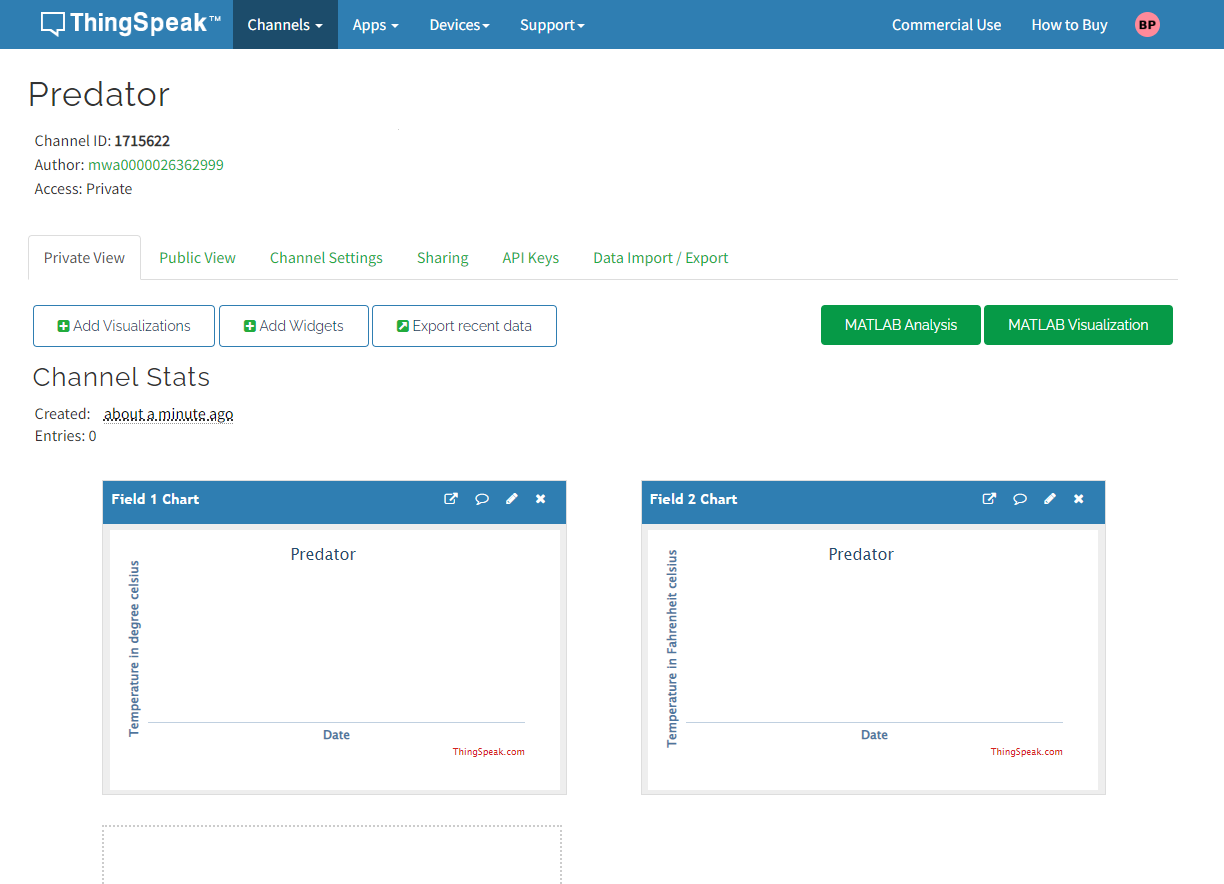 ThingSpeak™ Channels Apps Devices Support Commercial Use How to Buy BP
Predator
Channel ID: 1715622
Author: mwa0000026362999
Access: Private
Private View Public View Channel Settings Sharing API Keys Data Import / Export
Add Visualizations Add Widgets Export recent data MATLAB Analysis MATLAB Visualization
Channel Stats
Created: about a minute ago
Entries: 0
Field 1 Chart
Predator
Temperature in degree celsius
Date
ThingSpeak.com
Field 2 Chart
Predator
Temperature in Fahrenheit celsius
Date
ThingSpeak.com